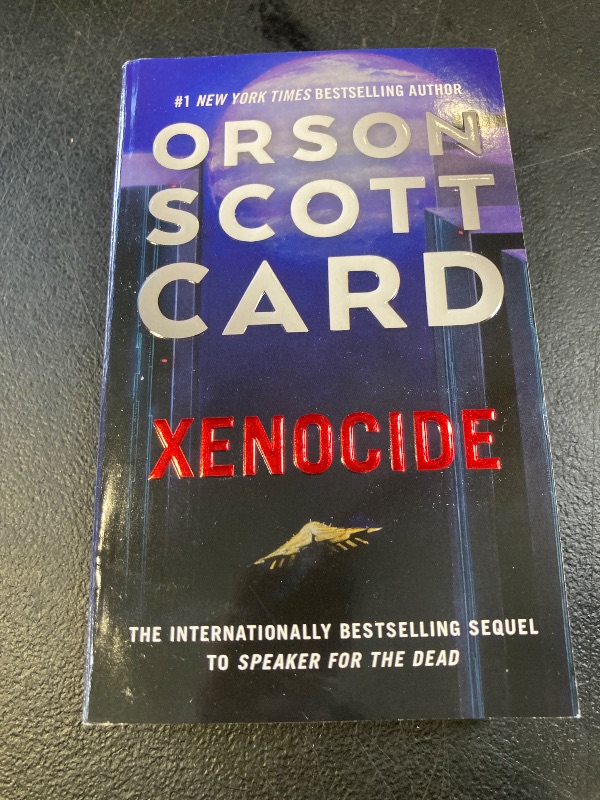 #1 NEW YORK TIMES BESTSELLING AUTHOR
ORSON
SCOTT
CARD
XENOCIDE
THE INTERNATIONALLY BESTSELLING SEQUEL
TO SPEAKER FOR THE DEAD